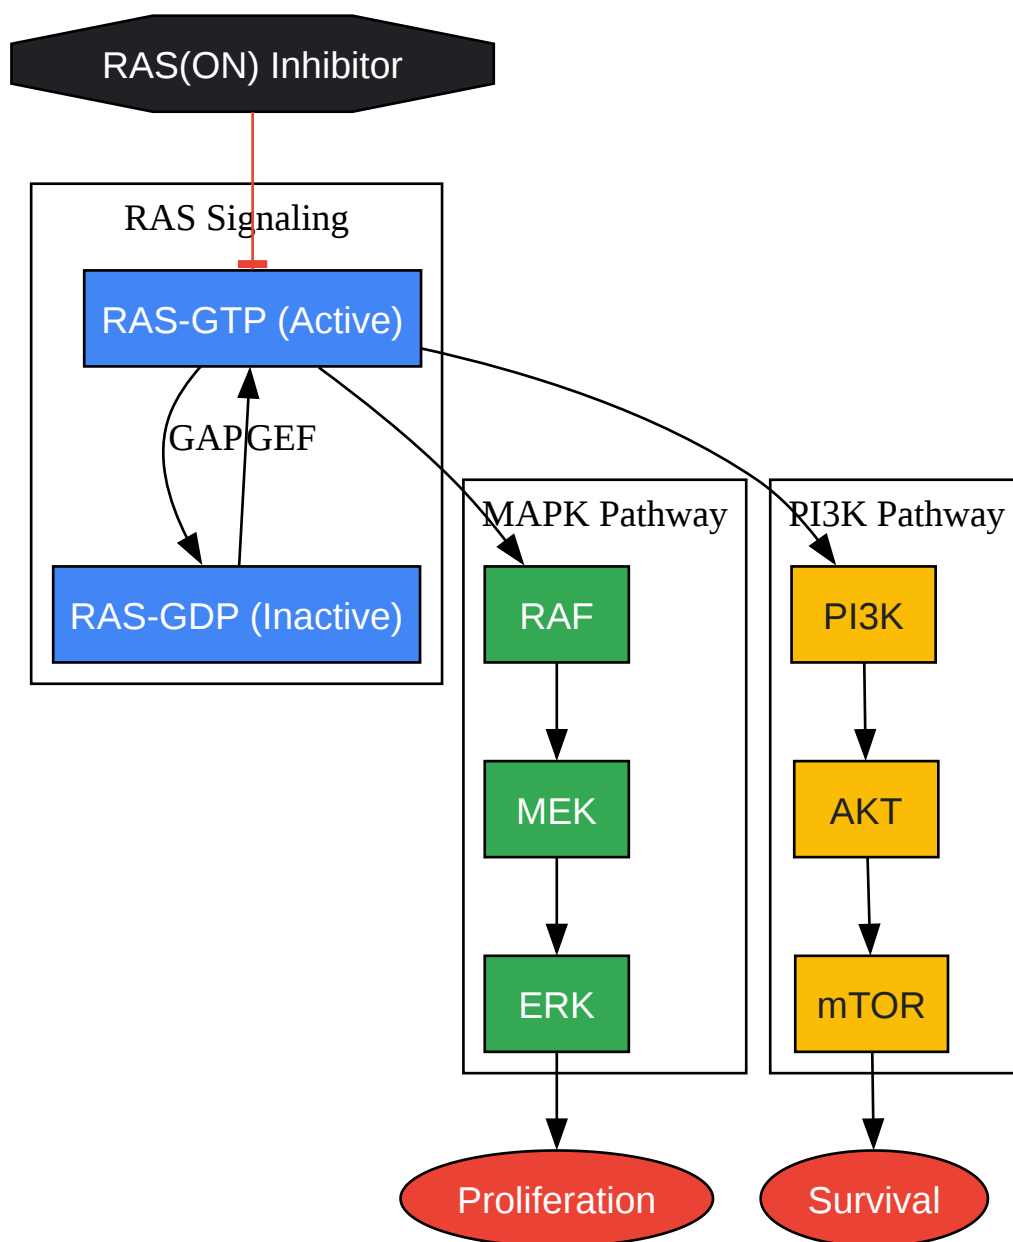 RAS(ON) Inhibitor
RAS Signaling
RAS-GTP (Active)
GAP GEF
RAS-GDP (Inactive)
MAPK Pathway
RAF
MEK
ERK
Proliferation
PI3K Pathway
PI3K
AKT
mTOR
Survival